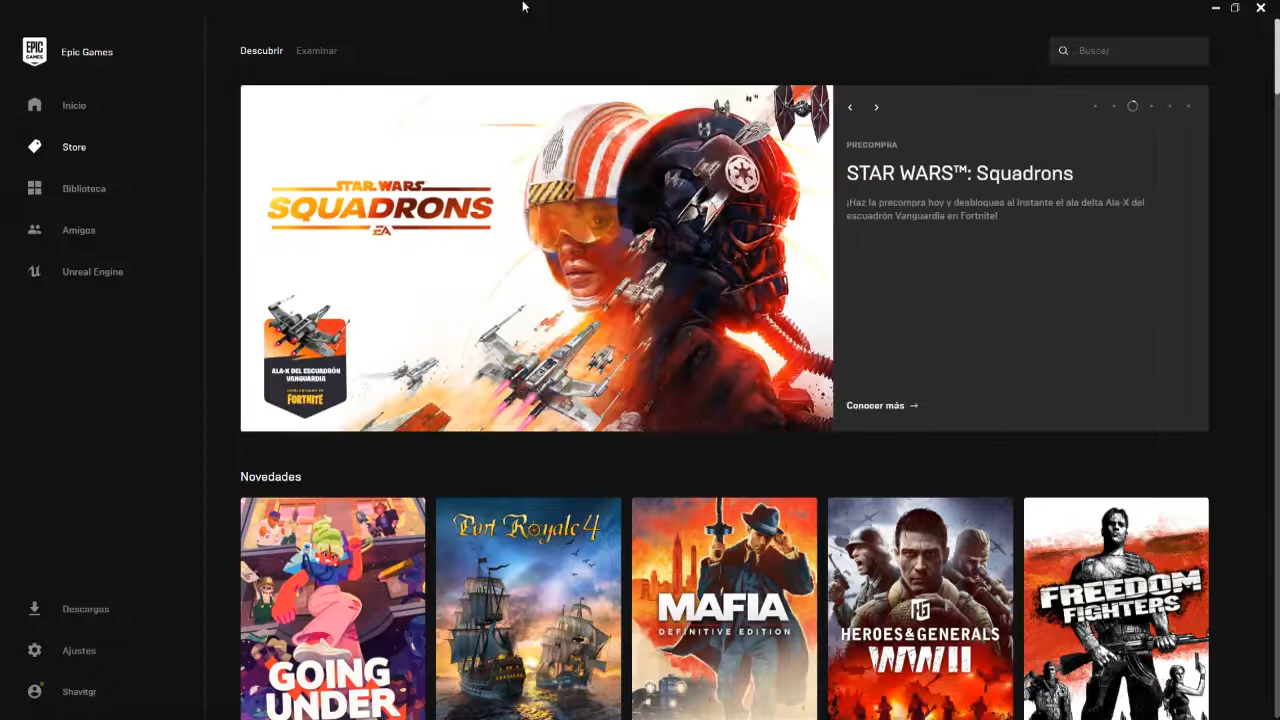 EPIC
GAMES
Epic Games
Inicio
Store
Biblioteca
Amigos
Unreal Engine
Descargas
Ajustes
Shavitgr
Descubrir
Examinar
Buscar
STAR WARS
SQUADRONS
EA
ALA-X DEL ESCUADRÓN
VANGUARDIA
FORTNITE
PRECOMPRA
STAR WARS™: Squadrons
¡Haz la precompra hoy y desbloquea al instante el ala delta Ala-X del
escuadrón Vanguardia en Fortnite!
Conocer más →
Novedades
GOING
UNDER
Port Royale 4
MAFIA
DEFINITIVE EDITION
HG
HEROES & GENERALS
WWII
FREEDOM
FIGHTERS